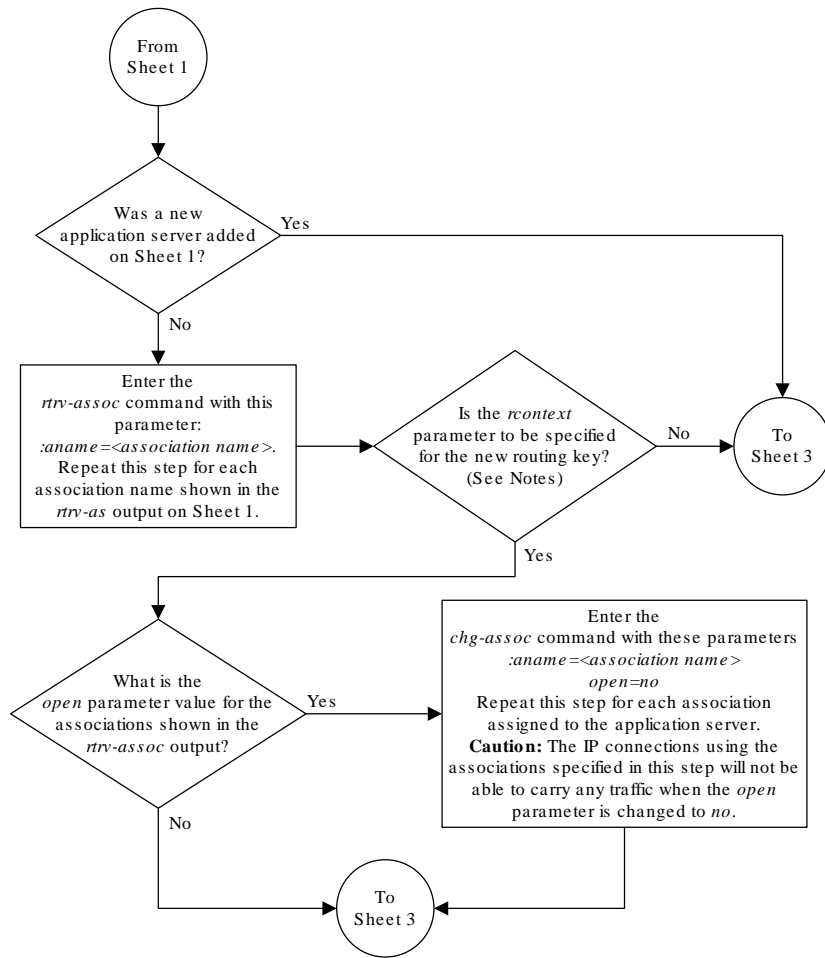 From
Sheet 1
Was a new
application server added
on Sheet 1?
Yes
No
Enter the
rtrv-assoc command with this
parameter:
:aname=<association name>.
Repeat this step for each
association name shown in the
rtrv-as output on Sheet 1.
Is the rcontext
parameter to be specified
for the new routing key?
(See Notes)
No
To
Sheet 3
Yes
What is the
open parameter value for the
associations shown in the
rtrv-assoc output?
Yes
Enter the
chg-assoc command with these parameters
:aname=<association name>
open=no
Repeat this step for each association
assigned to the application server.
Caution: The IP connections using the
associations specified in this step will not be
able to carry any traffic when the open
parameter is changed to no.
No
To
Sheet 3